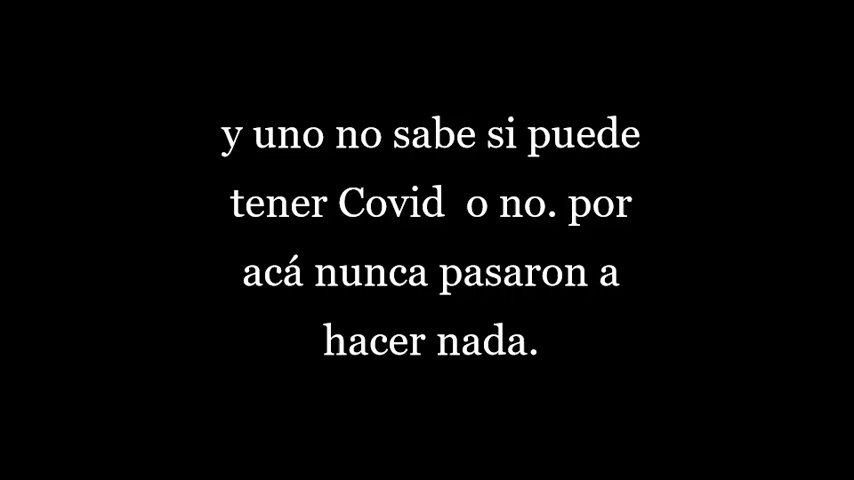 y uno no sabe si puede
tener Covid  o no. por
acá nunca pasaron a
hacer nada.